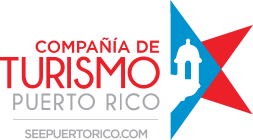 COMPAÑÍA DE
TURISMO
PUERTO RICO
SEEPUERTORICO.COM